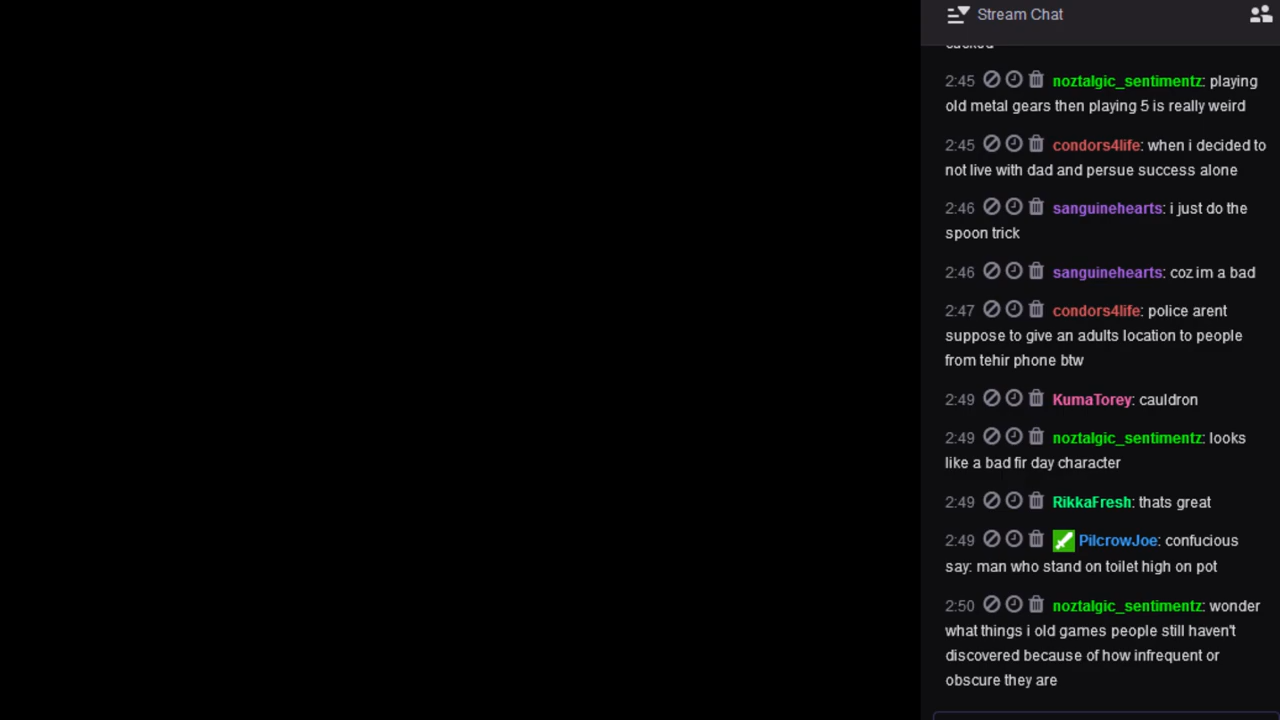 Stream Chat
2:45 noztalgic_sentimentz: playing
old metal gears then playing 5 is really weird
2:45 condors4life: when i decided to
not live with dad and persue success alone
2:46 sanguinehearts: i just do the
spoon trick
2:46 sanguinehearts: coz im a bad
2:47 condors4life: police arent
suppose to give an adults location to people
from tehir phone btw
2:49 KumaTorey: cauldron
2:49 noztalgic_sentimentz: looks
like a bad fir day character
2:49 RikkaFresh: thats great
2:49 PilcrowJoe: confucious
say: man who stand on toilet high on pot
2:50 noztalgic_sentimentz: wonder
what things i old games people still haven't
discovered because of how infrequent or
obscure they are